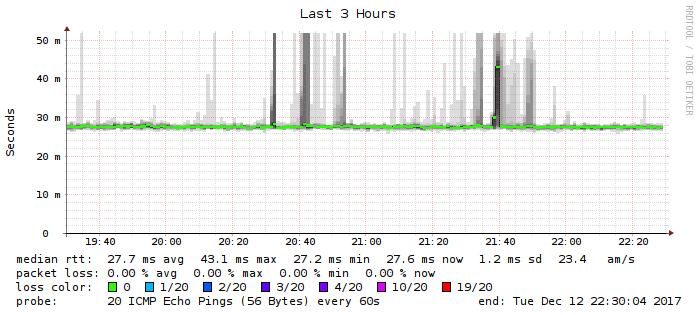 Last 3 Hours
RRDTOOL / TOBI OETIKER
Seconds
50 m
40 m
30 m
20 m
10 m
0
19:40 20:00 20:20 20:40 21:00 21:20 21:40 22:00 22:20
median rtt: 27.7 ms avg 43.1 ms max 27.2 ms min 27.6 ms now 1.2 ms sd 23.4 am/s
packet loss: 0.00 % avg 0.00 % max 0.00 % min 0.00 % now
loss color: 0 1/20 2/20 3/20 4/20 10/20 19/20
probe: 20 ICMP Echo Pings (56 Bytes) every 60s end: Tue Dec 12 22:30:04 2017